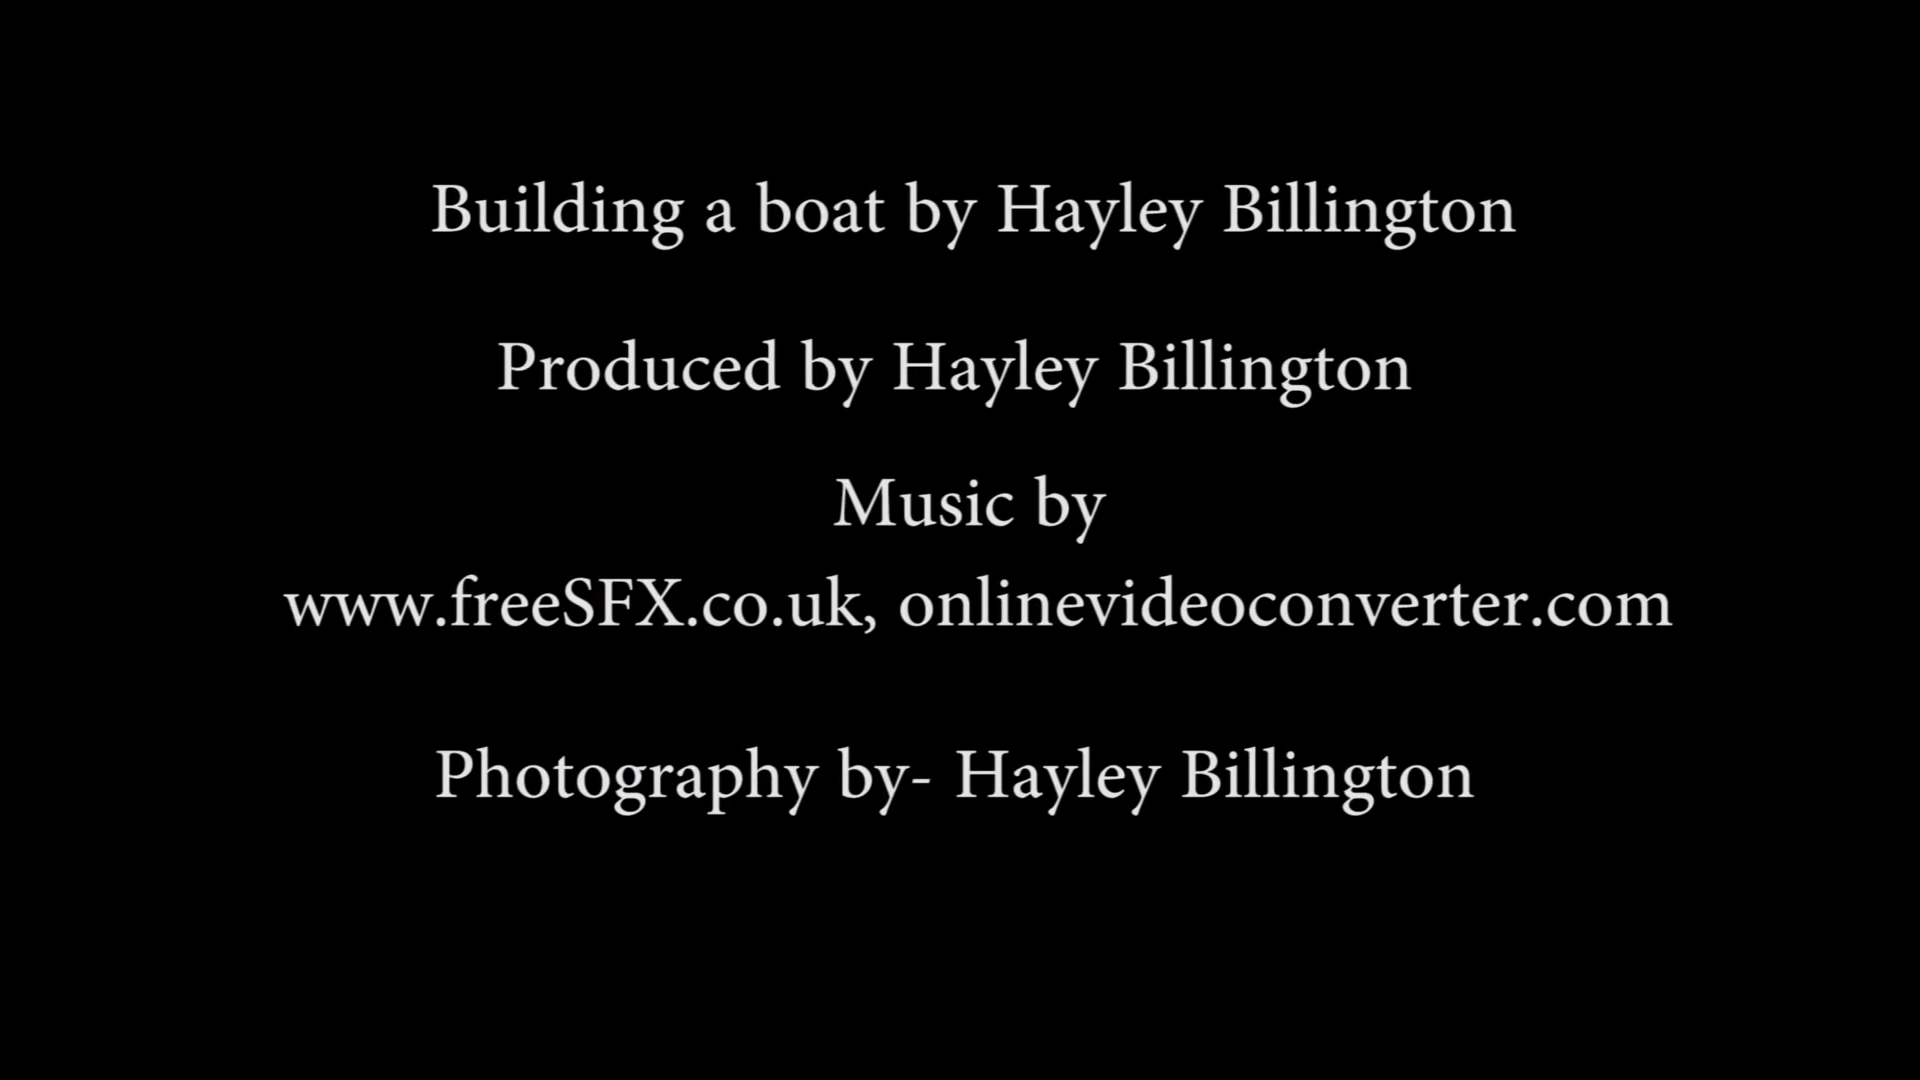 Building a boat by Hayley Billington
Produced by Hayley Billington
Music by
www.freeSFX.co.uk, onlinevideoconverter.com
Photography by- Hayley Billington